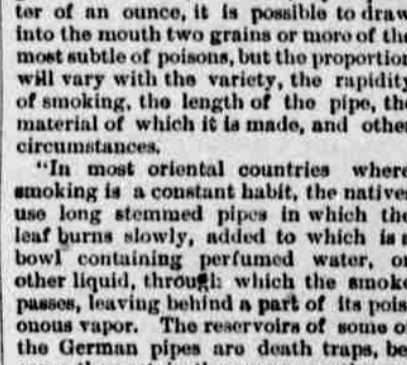 ter of an ounce, it is possible to draw
into the mouth two grains or more of the
most subtle of poisons, but the proportion
will vary with the variety, the rapidity
of smoking, the length of the pipe, the
material of which it is made, and other
circumstances.
"In most oriental countries where
smoking is a constant habit, the natives
use long stemmed pipes in which the
leaf burns slowly, added to which is a
bowl containing perfumed water, or
other liquid, through which the smoke
passes, leaving behind a part of its pois
onous vapor. The reservoirs of some o
the German pipes are death traps, be